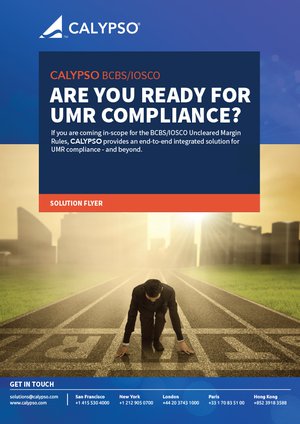 CALYPSO®
CALYPSO BCBS/IOSCO
ARE YOU READY FOR
UMR COMPLIANCE?
If you are coming in-scope for the BCBS/IOSCO Uncleared Margin
Rules, CALYPSO provides an end-to-end integrated solution for
UMR compliance - and beyond.
SOLUTION FLYER
START
GET IN TOUCH
solutions@calypso.com
www.calypso.com
San Francisco
+1 415 530 4000
New York
+1 212 905 0700
London
+44 20 3743 1000
Paris
+33 1 70 83 51 00
Hong Kong
+852 3918 3588